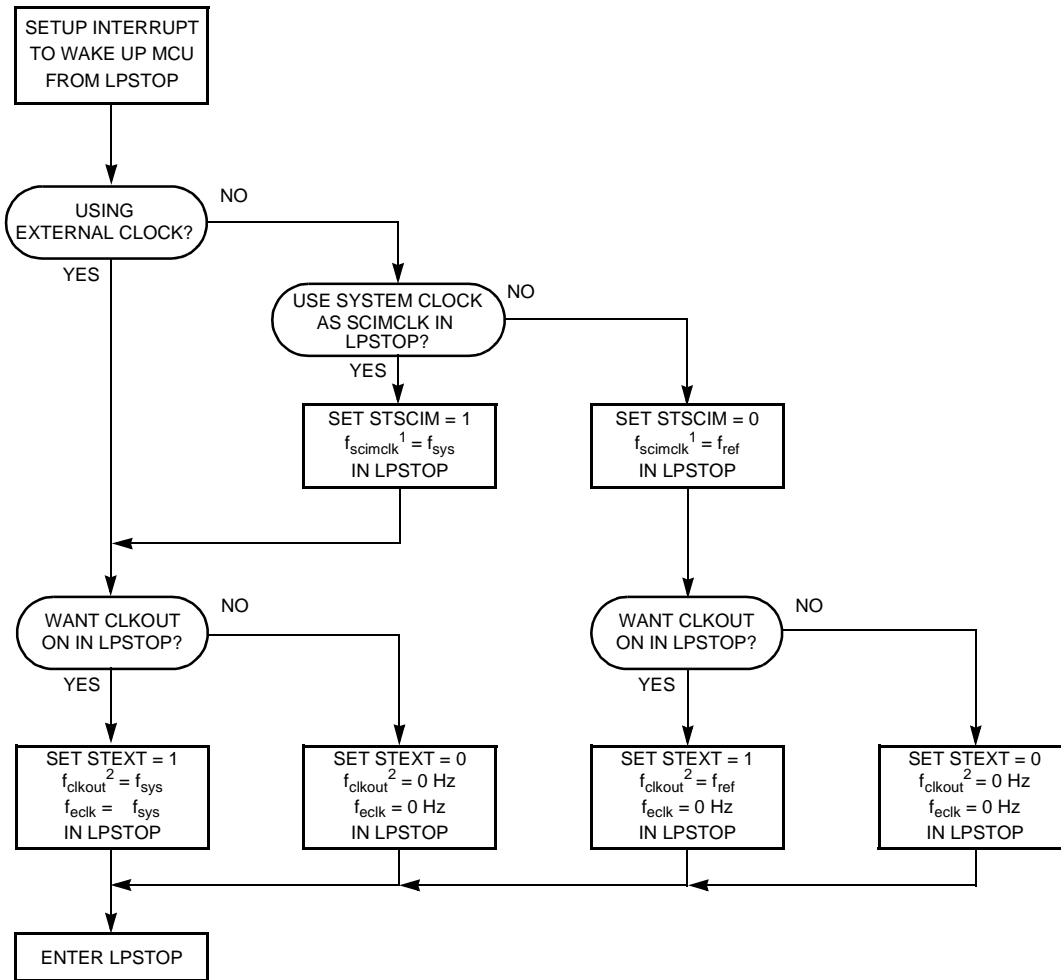 SETUP INTERRUPT
TO WAKE UP MCU
FROM LPSTOP
USING
EXTERNAL CLOCK?
NO
YES
USE SYSTEM CLOCK
AS SCIMCLK IN
LPSTOP?
NO
YES
SET STSCIM = 1
fscimclk1 = fsys
IN LPSTOP
SET STSCIM = 0
fscimclk1 = fref
IN LPSTOP
WANT CLKOUT
ON IN LPSTOP?
NO
YES
WANT CLKOUT
ON IN LPSTOP?
NO
YES
SET STEXT = 1
fclkout2 = fsys
feclk = fsys
IN LPSTOP
SET STEXT = 0
fclkout2 = 0 Hz
feclk = 0 Hz
IN LPSTOP
SET STEXT = 1
fclkout2 = fref
feclk = 0 Hz
IN LPSTOP
SET STEXT = 0
fclkout2 = 0 Hz
feclk = 0 Hz
IN LPSTOP
ENTER LPSTOP